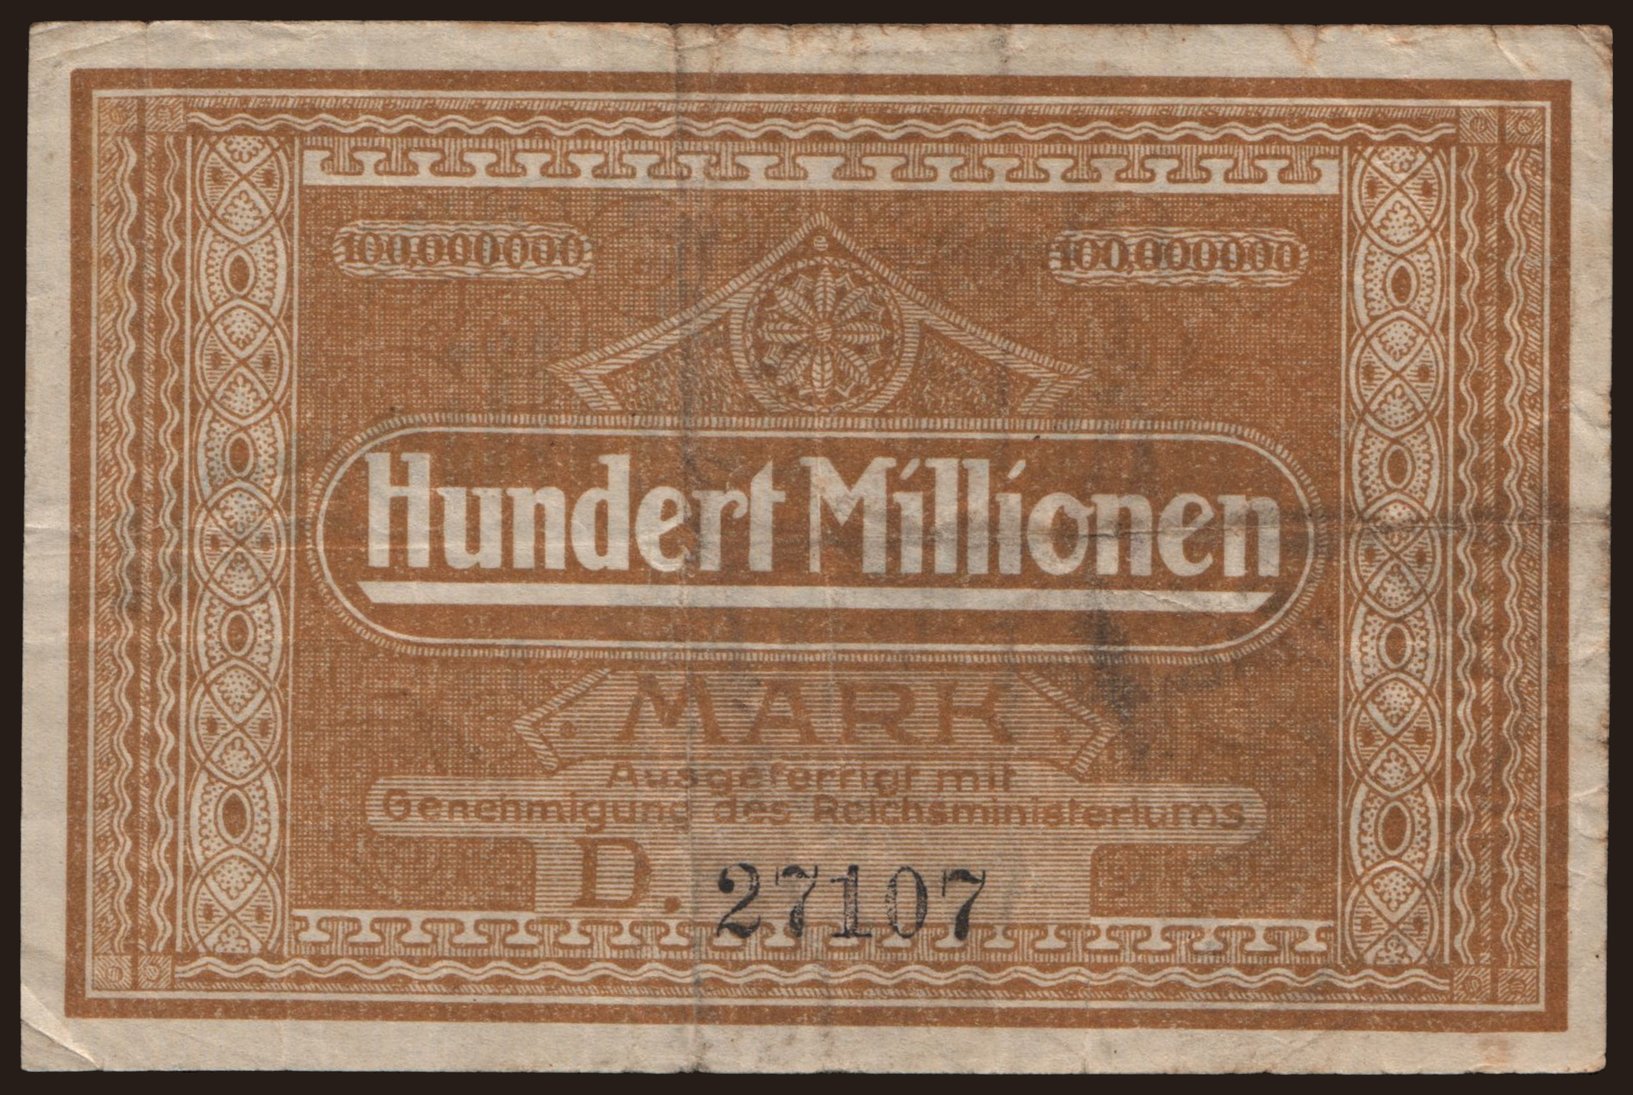 100,000000 100,000000
Hundert Millionen
MARK.
Ausgefertigt mit
Genehmigung des Reichsministeriums
D. 27107